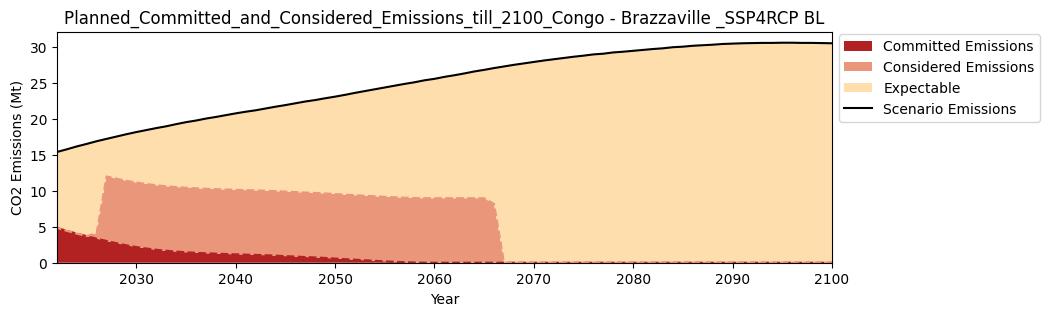 Planned_Committed_and_Considered_Emissions_till_2100_Congo - Brazzaville _SSP4RCP BL
CO2 Emissions (Mt)
30
25
20
15
10
5
0
2030 2040 2050 2060 2070 2080 2090 2100
Year
Committed Emissions
Considered Emissions
Expectable
Scenario Emissions